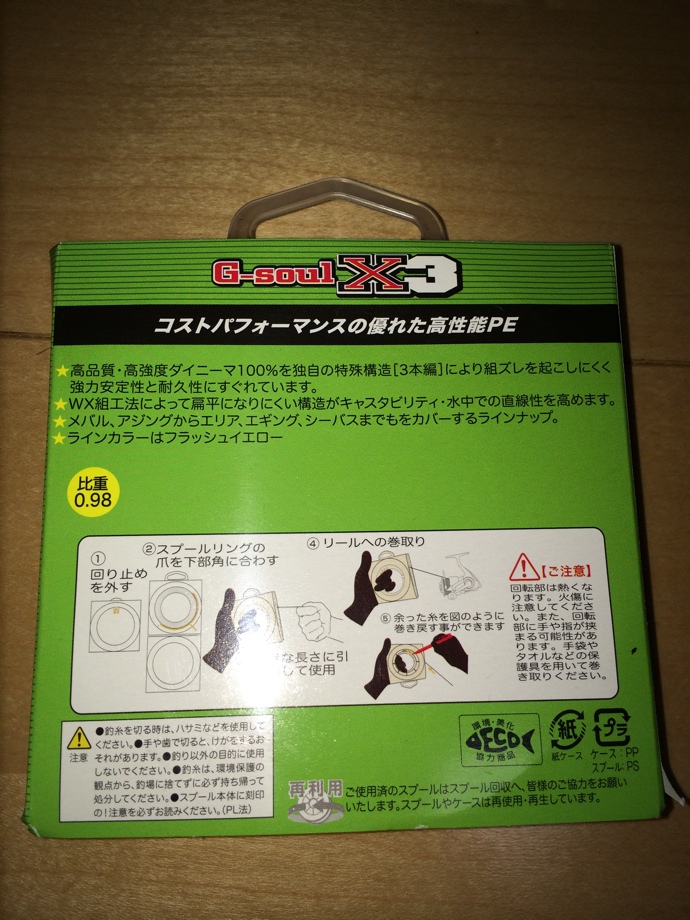 G-soul X3
コストパフォーマンスの優れた高性能PE
★高品質・高強度ダイニーマ100%を独自の特殊構造[3本編]により組ズレを起こしにくく
強力安定性と耐久性にすぐれています。
★WX組工法によって扁平になりにくい構造がキャスタビリティ・水中での直線性を高めます。
★メバル、アジングからエリア、エギング、シーバスまでもをカバーするラインナップ。
★ラインカラーはフラッシュイエロー
比重
0.98
①
回り止め
を外す
②スプールリングの
爪を下部角に合わす
な長さに引
して使用
④リールへの巻取り
⑤余った糸を図のように
巻き戻す事ができます
【ご注意】
回転部は熱くな
ります。火傷に
注意してくださ
い。また、回転
部に手や指が挟
まる可能性があ
ります。手袋や
タオルなどの保
護具を用いて巻
き取りください。
注意
●釣糸を切る時は、ハサミなどを使用して
ください。●手や歯で切ると、けがをするお
それがあります。●釣り以外の目的に使用
しないでください。●釣糸は、環境保護の
観点から、釣場に捨てずに必ず持ち帰って
処分してください。●スプール本体に刻印
の!注意を必ずお読みください。(PL法)
環境・美化
ECO
協力商品
紙
紙ケース
プラ
ケース:PP
スプール:PS
再利用
ご使用済のスプールはスプール回収へ、皆様のご協力をお願い
いたします。スプールやケースは再使用・再生しています。